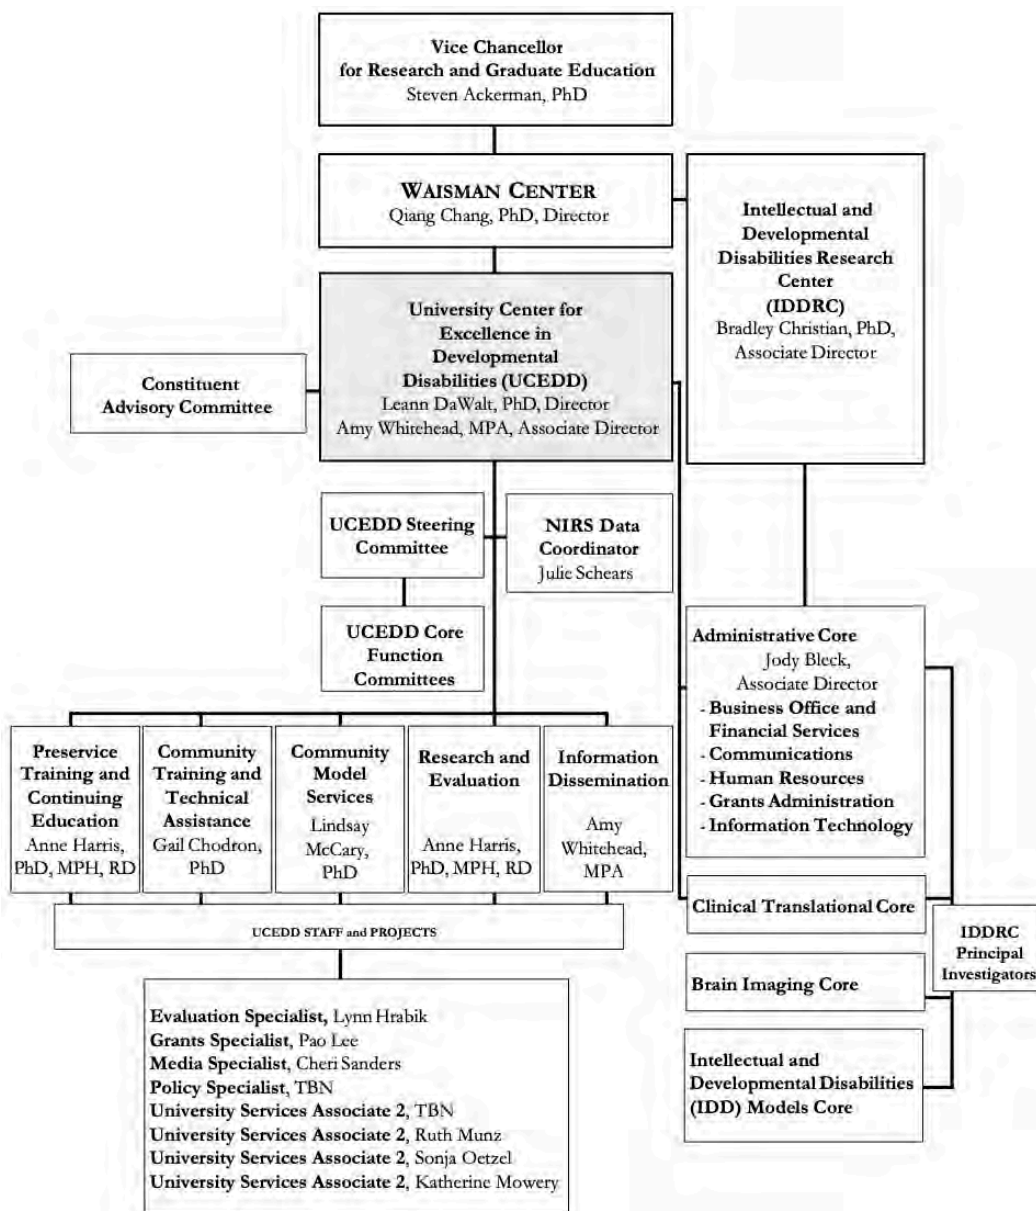 Vice Chancellor
for Research and Graduate Education
Steven Ackerman, PhD
WAISMAN CENTER
Qiang Chang, PhD, Director
Intellectual and
Developmental
Disabilities Research
Center
(IDDRC)
Bradley Christian, PhD,
Associate Director
University Center for
Excellence in
Developmental
Disabilities (UCEDD)
Leann DaWalt, PhD, Director
Amy Whitehead, MPA, Associate Director
Constituent
Advisory Committee
UCEDD Steering
Committee
NIRS Data
Coordinator
Julie Schears
UCEDD Core
Function
Committees
Administrative Core
Jody Bleck,
Associate Director
- Business Office and
Financial Services
- Communications
- Human Resources
- Grants Administration
- Information Technology
Preservice
Training and
Continuing
Education
Anne Harris,
PhD, MPH, RD
Community
Training and
Technical
Assistance
Gail Chodron,
PhD
Community
Model
Services
Lindsay
McCary,
PhD
Research and
Evaluation
Anne Harris,
PhD, MPH, RD
Information
Dissemination
Amy
Whitehead,
MPA
Clinical Translational Core
IDDRC
Principal
Investigators
UCEDD STAFF and PROJECTS
Brain Imaging Core
Intellectual and
Developmental Disabilities
(IDD) Models Core
Evaluation Specialist, Lynn Hrabik
Grants Specialist, Pao Lee
Media Specialist, Cheri Sanders
Policy Specialist, TBN
University Services Associate 2, TBN
University Services Associate 2, Ruth Munz
University Services Associate 2, Sonja Oetzel
University Services Associate 2, Katherine Mowery